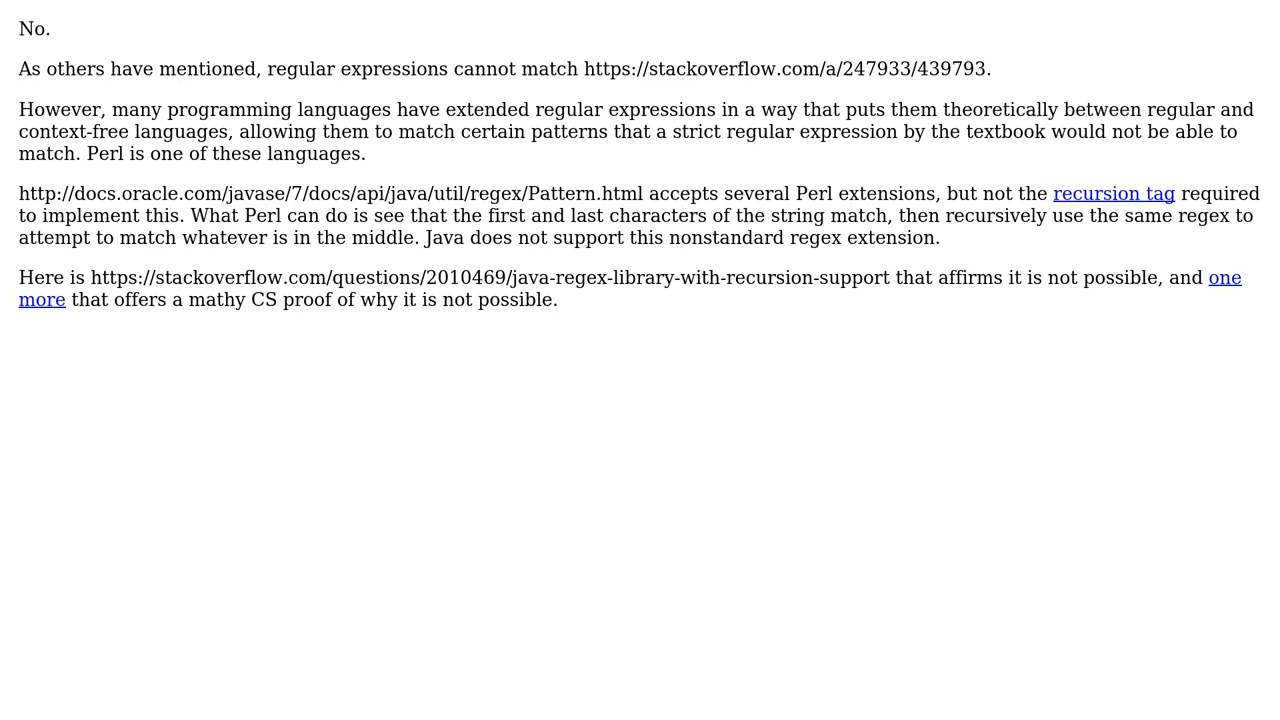 No.
As others have mentioned, regular expressions cannot match https://stackoverflow.com/a/247933/439793.
However, many programming languages have extended regular expressions in a way that puts them theoretically between regular and
context-free languages, allowing them to match certain patterns that a strict regular expression by the textbook would not be able to
match. Perl is one of these languages.
http://docs.oracle.com/javase/7/docs/api/java/util/regex/Pattern.html accepts several Perl extensions, but not the recursion tag required
to implement this. What Perl can do is see that the first and last characters of the string match, then recursively use the same regex to
attempt to match whatever is in the middle. Java does not support this nonstandard regex extension.
Here is https://stackoverflow.com/questions/2010469/java-regex-library-with-recursion-support that affirms it is not possible, and one
more that offers a mathy CS proof of why it is not possible.